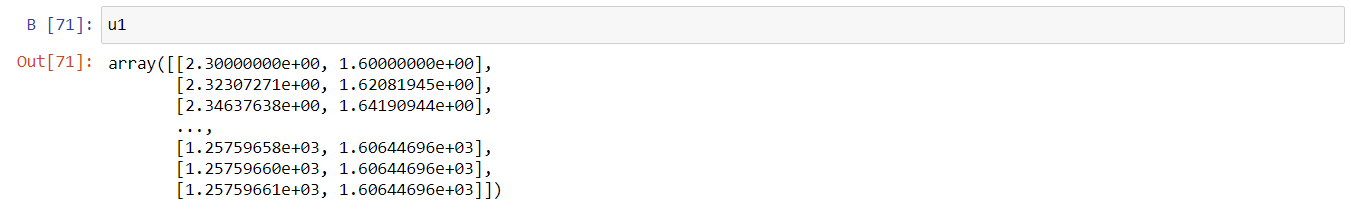 B [71]: u1
Out[71]: array([[2.30000000e+00, 1.60000000e+00],
[2.32307271e+00, 1.62081945e+00],
[2.34637638e+00, 1.64190944e+00],
...,
[1.25759658e+03, 1.60644696e+03],
[1.25759660e+03, 1.60644696e+03],
[1.25759661e+03, 1.60644696e+03]])